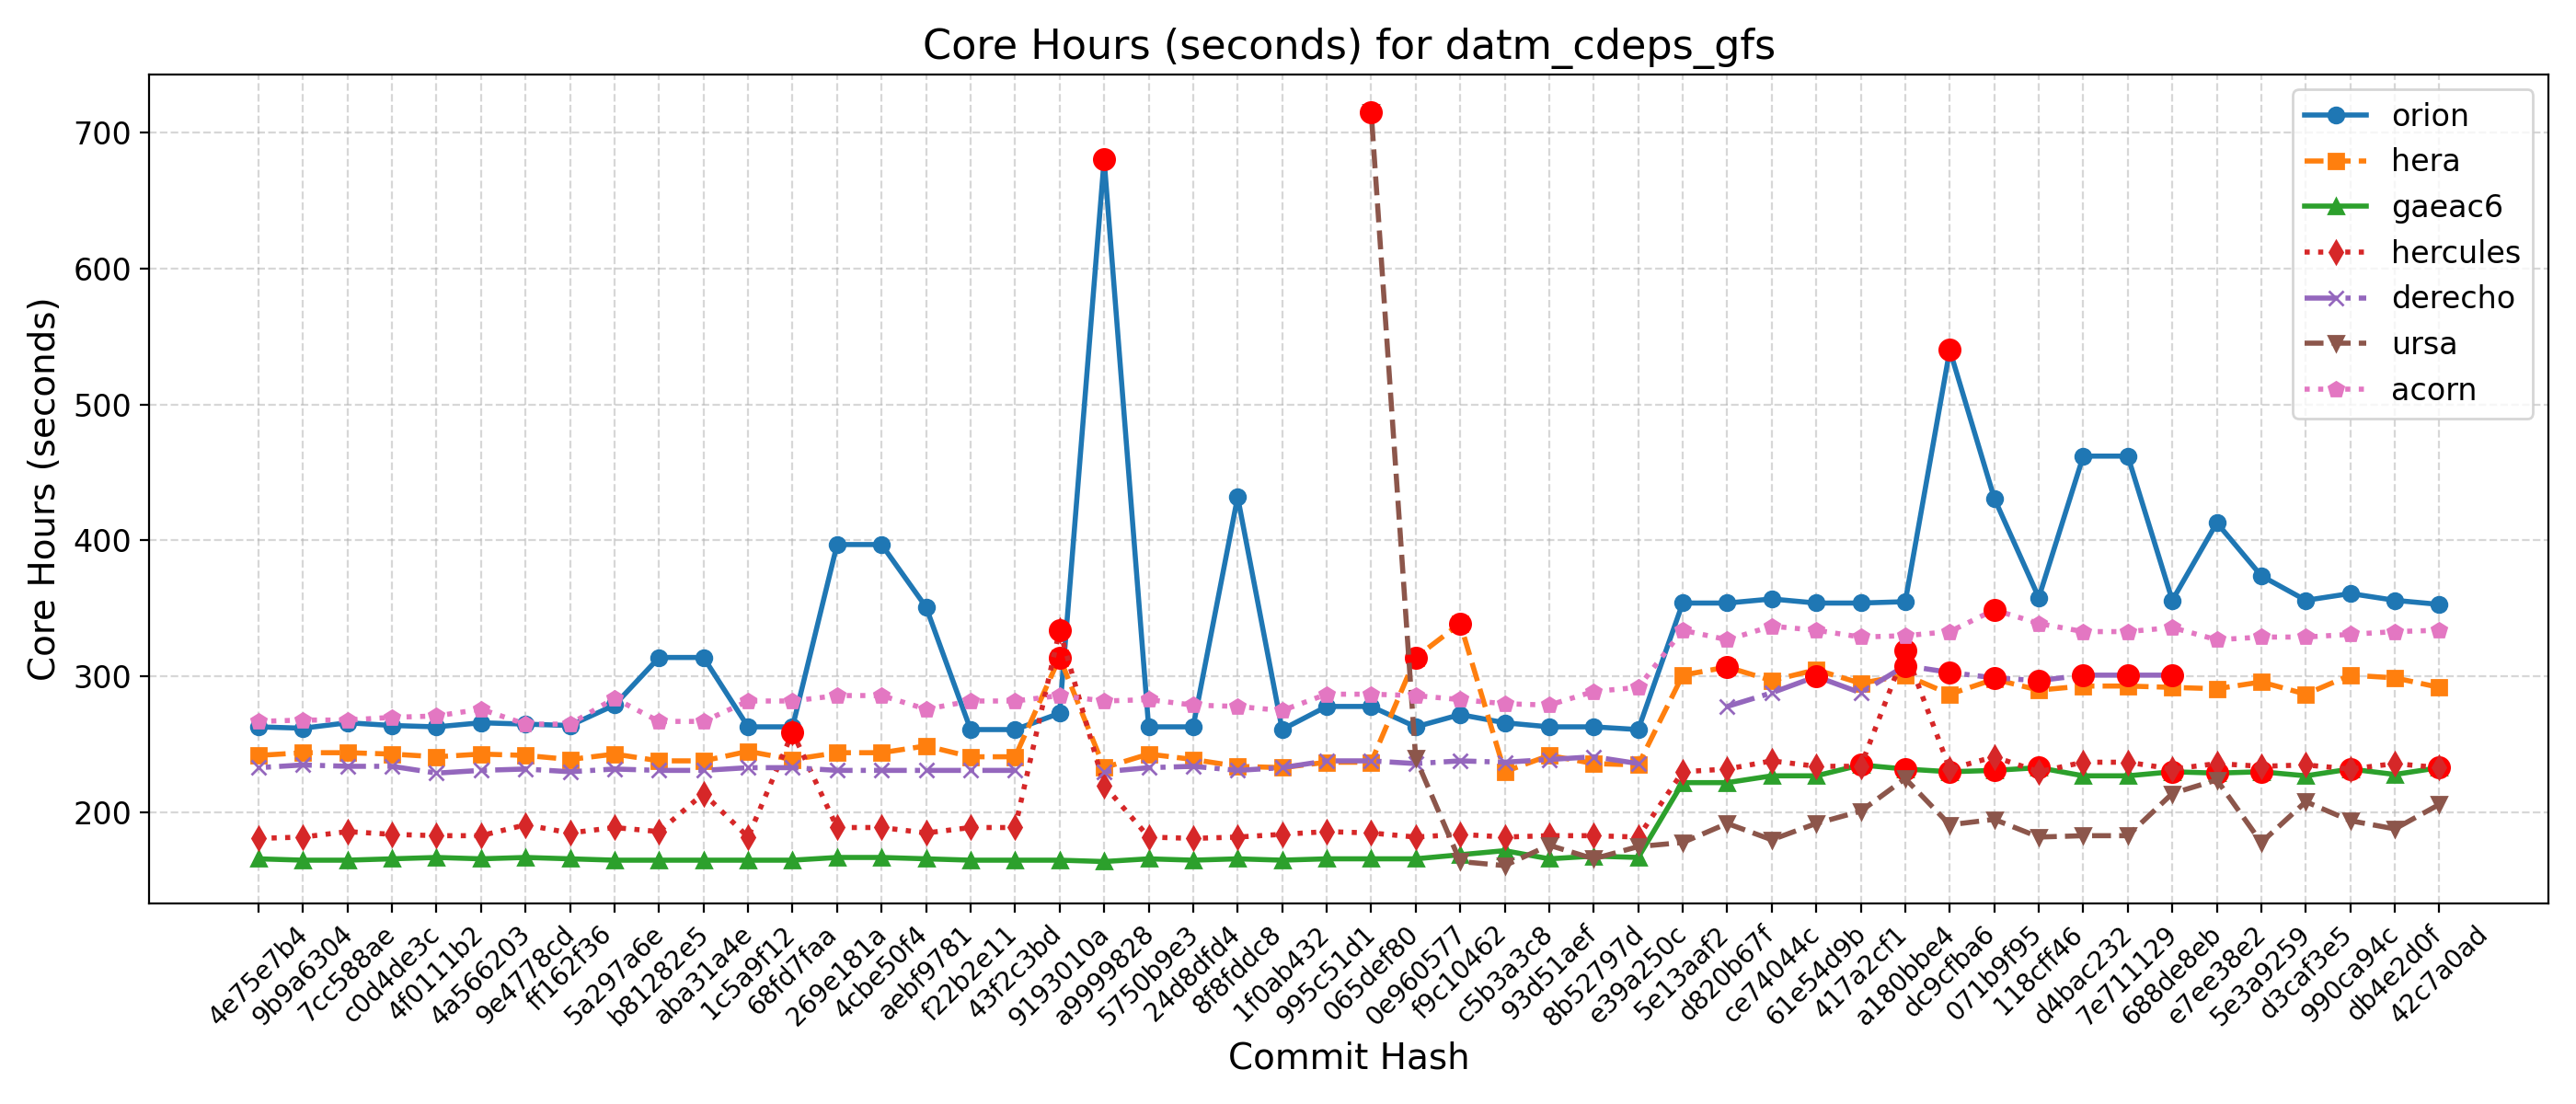 Core Hours (seconds) for datm_cdeps_gfs
Core Hours (seconds)
700
600
500
400
300
200
orion
hera
gaeac6
hercules
derecho
ursa
acorn
4e75e7b4
9b9a6304
7cc588ae
c0d4de3c
4f0111b2
4a566203
9e4778cd
ff162f36
5a297a6e
b81282e5
aba31a4e
1c5a9f12
68fd7faa
269e181a
4cbe50f4
aebf9781
f22b2e11
43f2c3bd
9193010a
a9999828
5750b9e3
24d8dfd4
8f8fddc8
1f0ab432
995c51d1
065def80
0e960577
f9c10462
c5b3a3c8
93d51aef
8b52797d
e39a250c
5e13aaf2
d820b67f
ce74044c
61e54d9b
417a2cf1
a180bbe4
dc9cfba6
071b9f95
118cff46
d4bac232
7e711129
688de8eb
e7ee38e2
5e3a9259
d3caf3e5
990ca94c
db4e2d0f
42c7a0ad
Commit Hash